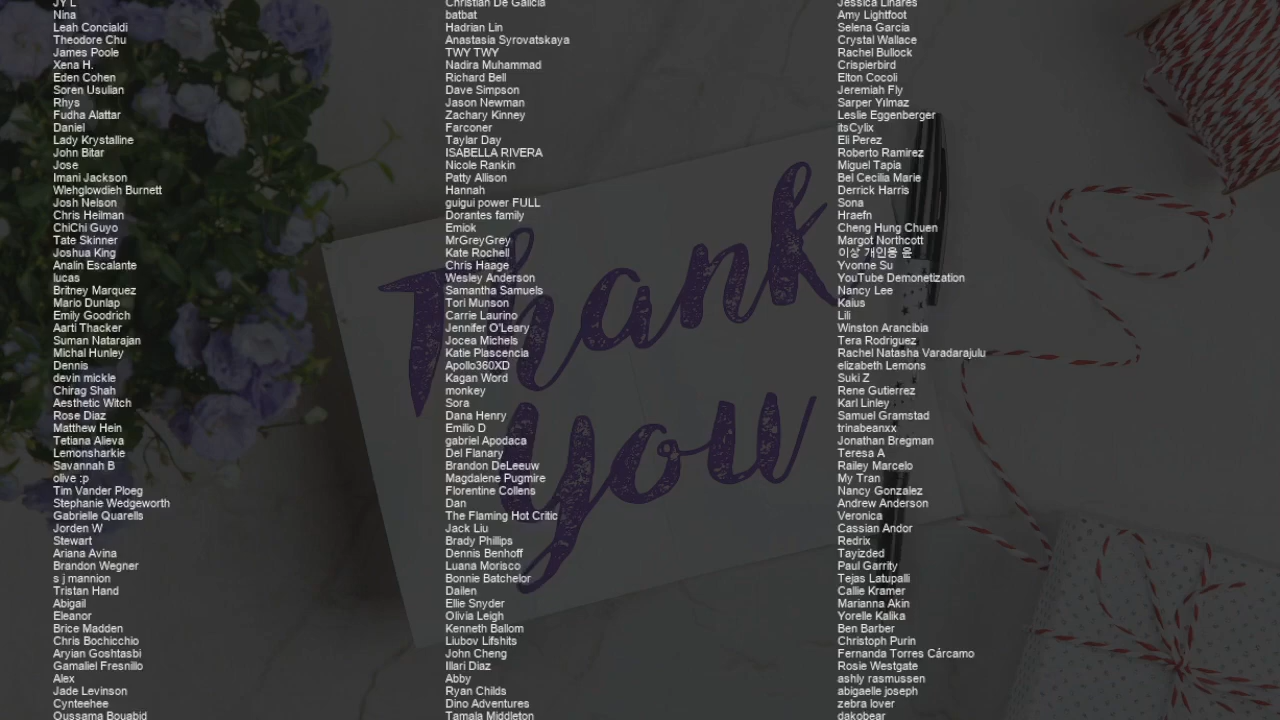 JY L
Nina
Leah Concialdi
Theodore Chu
James Poole
Xena H.
Eden Cohen
Soren Usulian
Rhys
Fudha Alattar
Daniel
Lady Krystalline
John Bitar
Jose
Imani Jackson
Wiehglowdieh Burnett
Josh Nelson
Chris Heilman
ChiChi Guyo
Tate Skinner
Joshua King
Analin Escalante
lucas
Britney Marquez
Mario Dunlap
Emily Goodrich
Aarti Thacker
Suman Natarajan
Michal Hunley
Dennis
devin mickle
Chirag Shah
Aesthetic Witch
Rose Diaz
Matthew Hein
Tetiana Alieva
Lemonsharkie
Savannah B
olive :p
Tim Vander Ploeg
Stephanie Wedgeworth
Gabrielle Quarells
Jorden W
Stewart
Ariana Avina
Brandon Wegner
s j mannion
Tristan Hand
Abigail
Eleanor
Brice Madden
Chris Bochicchio
Aryian Goshtasbi
Gamaliel Fresnillo
Alex
Jade Levinson
Cynteehee
Oussama Bouabid
Christian De Galicia
batbat
Hadrian Lin
Anastasia Syrovatskaya
TWY TWY
Nadira Muhammad
Richard Bell
Dave Simpson
Jason Newman
Zachary Kinney
Farconer
Taylar Day
ISABELLA RIVERA
Nicole Rankin
Patty Allison
Hannah
guigui power FULL
Dorantes family
Emiok
MrGreyGrey
Kate Rochell
Chris Haage
Wesley Anderson
Samantha Samuels
Tori Munson
Carrie Laurino
Jennifer O'Leary
Jocea Michels
Katie Plascencia
Apollo360XD
Kagan Word
monkey
Sora
Dana Henry
Emilio D
gabriel Apodaca
Del Flanary
Brandon DeLeeuw
Magdalene Pugmire
Florentine Collens
Dan
The Flaming Hot Critic
Jack Liu
Brady Phillips
Dennis Benhoff
Luana Morisco
Bonnie Batchelor
Dallen
Ellie Snyder
Olivia Leigh
Kenneth Ballom
Liubov Lifshits
John Cheng
Illari Diaz
Abby
Ryan Childs
Dino Adventures
Tamala Middleton
Jessica Linares
Amy Lightfoot
Selena Garcia
Crystal Wallace
Rachel Bullock
Crispierbird
Elton Cocoli
Jeremiah Fly
Sarper Yılmaz
Leslie Eggenberger
itsCylix
Eli Perez
Roberto Ramirez
Miguel Tapia
Bel Cecilia Marie
Derrick Harris
Sona
Hraefn
Cheng Hung Chuen
Margot Northcott
이상 개인용 윤
Yvonne Su
YouTube Demonetization
Nancy Lee
Kaius
Lili
Winston Arancibia
Tera Rodriguez
Rachel Natasha Varadarajulu
elizabeth Lemons
Suki Z
Rene Gutierrez
Karl Linley
Samuel Gramstad
trinabeanxx
Jonathan Bregman
Teresa A
Railey Marcelo
My Tran
Nancy Gonzalez
Andrew Anderson
Veronica
Cassian Andor
Redrix
Tayizded
Paul Garrity
Tejas Latupalli
Callie Kramer
Marianna Akin
Yorelle Kalika
Ben Barber
Christoph Purin
Fernanda Torres Cárcamo
Rosie Westgate
ashly rasmussen
abigaelle joseph
zebra lover
dakobear
Thank
you